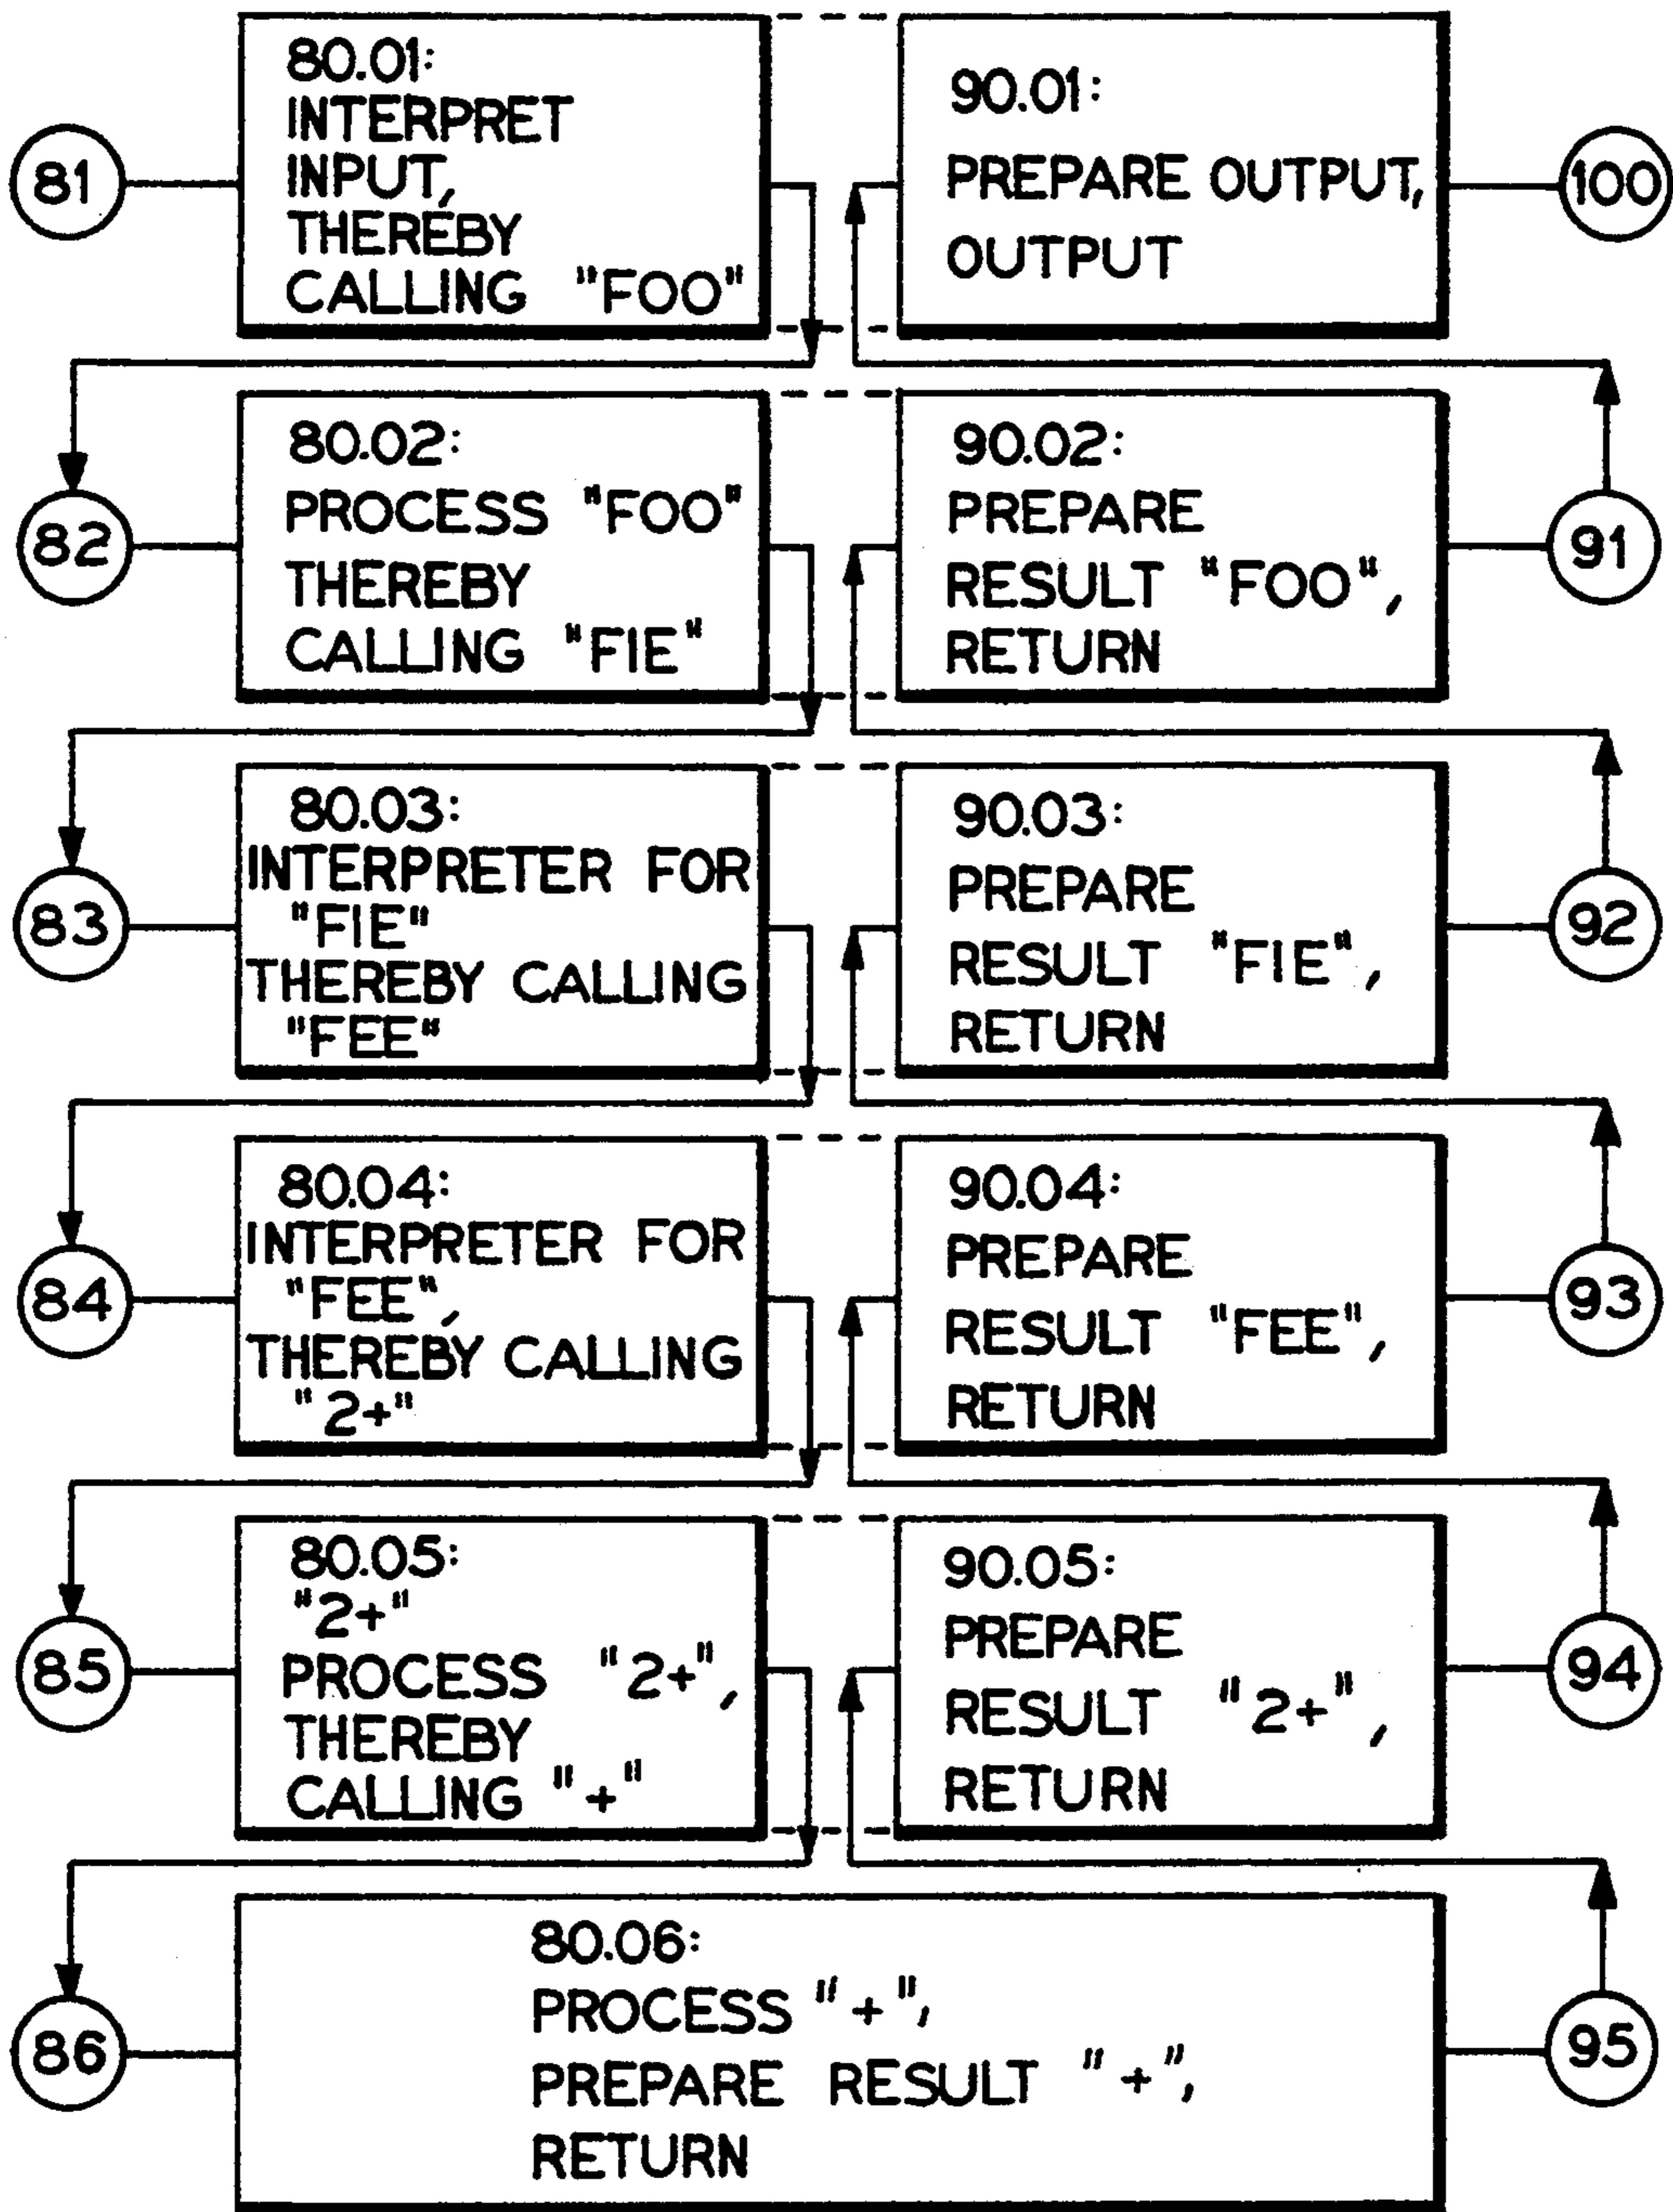 81
80.01:
INTERPRET
INPUT,
THEREBY
CALLING "FOO"
90.01:
PREPARE OUTPUT,
OUTPUT
100
82
80.02:
PROCESS "FOO"
THEREBY
CALLING "FIE"
90.02:
PREPARE
RESULT "FOO",
RETURN
91
83
80.03:
INTERPRETER FOR
"FIE"
THEREBY CALLING
"FEE"
90.03:
PREPARE
RESULT "FIE",
RETURN
92
84
80.04:
INTERPRETER FOR
"FEE",
THEREBY CALLING
"2+"
90.04:
PREPARE
RESULT "FEE",
RETURN
93
85
80.05:
"2+"
PROCESS "2+",
THEREBY
CALLING "+"
90.05:
PREPARE
RESULT "2+",
RETURN
94
86
80.06:
PROCESS "+",
PREPARE RESULT "+",
RETURN
95